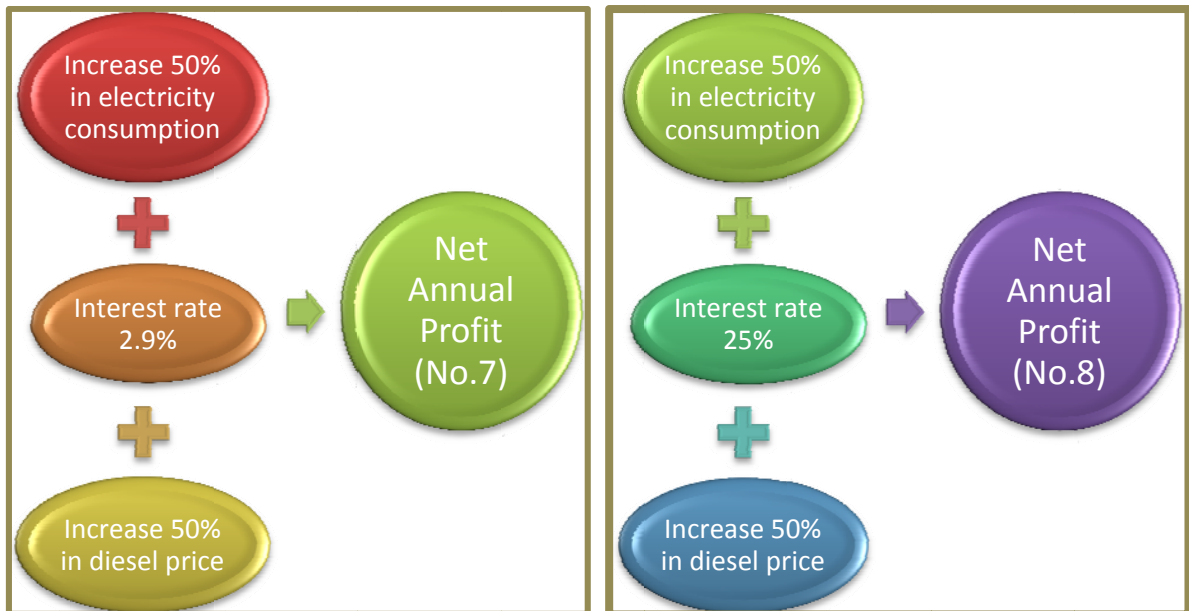 Increase 50%
in electricity
consumption
Interest rate
2.9%
Increase 50%
in diesel price
Net
Annual
Profit
(No.7)
Increase 50%
in electricity
consumption
Interest rate
25%
Increase 50%
in diesel price
Net
Annual
Profit
(No.8)